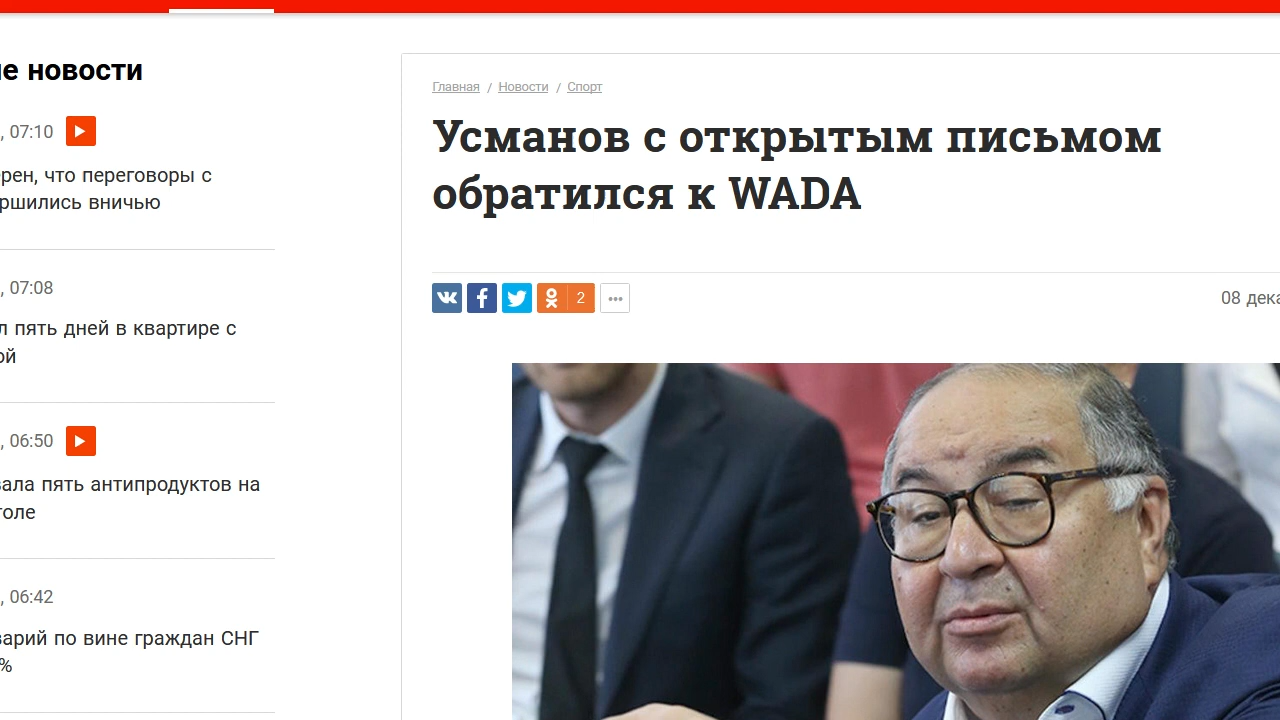 е новости
, 07:10
рен, что переговоры с
ршились вничью
, 07:08
л пять дней в квартире с
ой
, 06:50
вала пять антипродуктов на
толе
, 06:42
варий по вине граждан СНГ
%
Главная / Новости / Спорт
Усманов с открытым письмом
обратился к WADA
2
08 дека